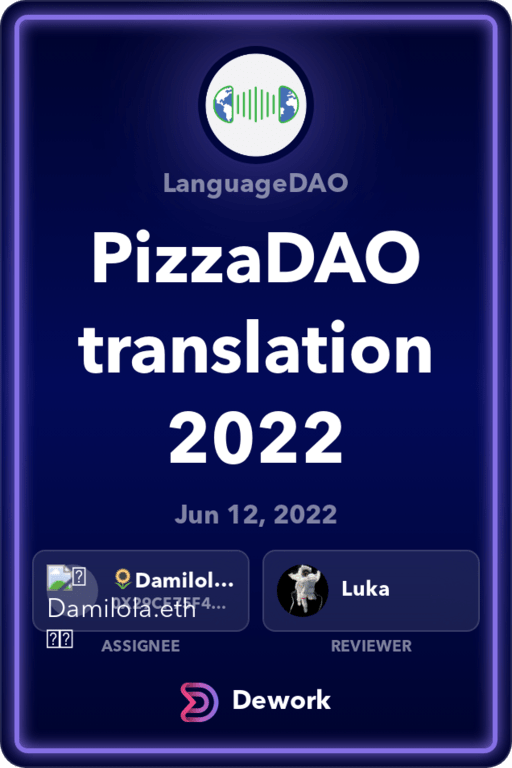 LanguageDAO
PizzaDAO
translation
2022
Jun 12, 2022
🌻Damilol...
Damilola.eth
Luka
ASSIGNEE
REVIEWER
Dework